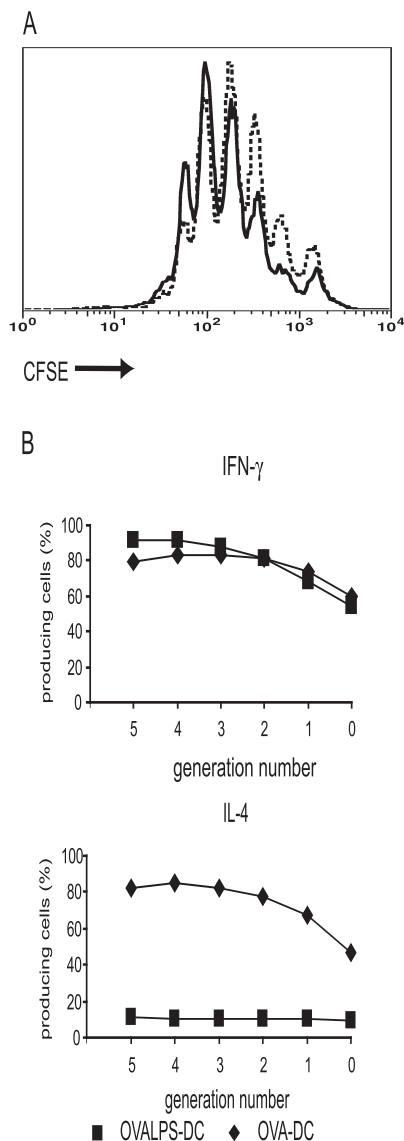 A
10⁰ 10¹ 10² 10³ 10⁴
CFSE
B
IFN-γ
producing cells (%)
100
80
60
40
20
0
5 4 3 2 1 0
generation number
IL-4
producing cells (%)
100
80
60
40
20
0
5 4 3 2 1 0
generation number
OVALPS-DC OVA-DC